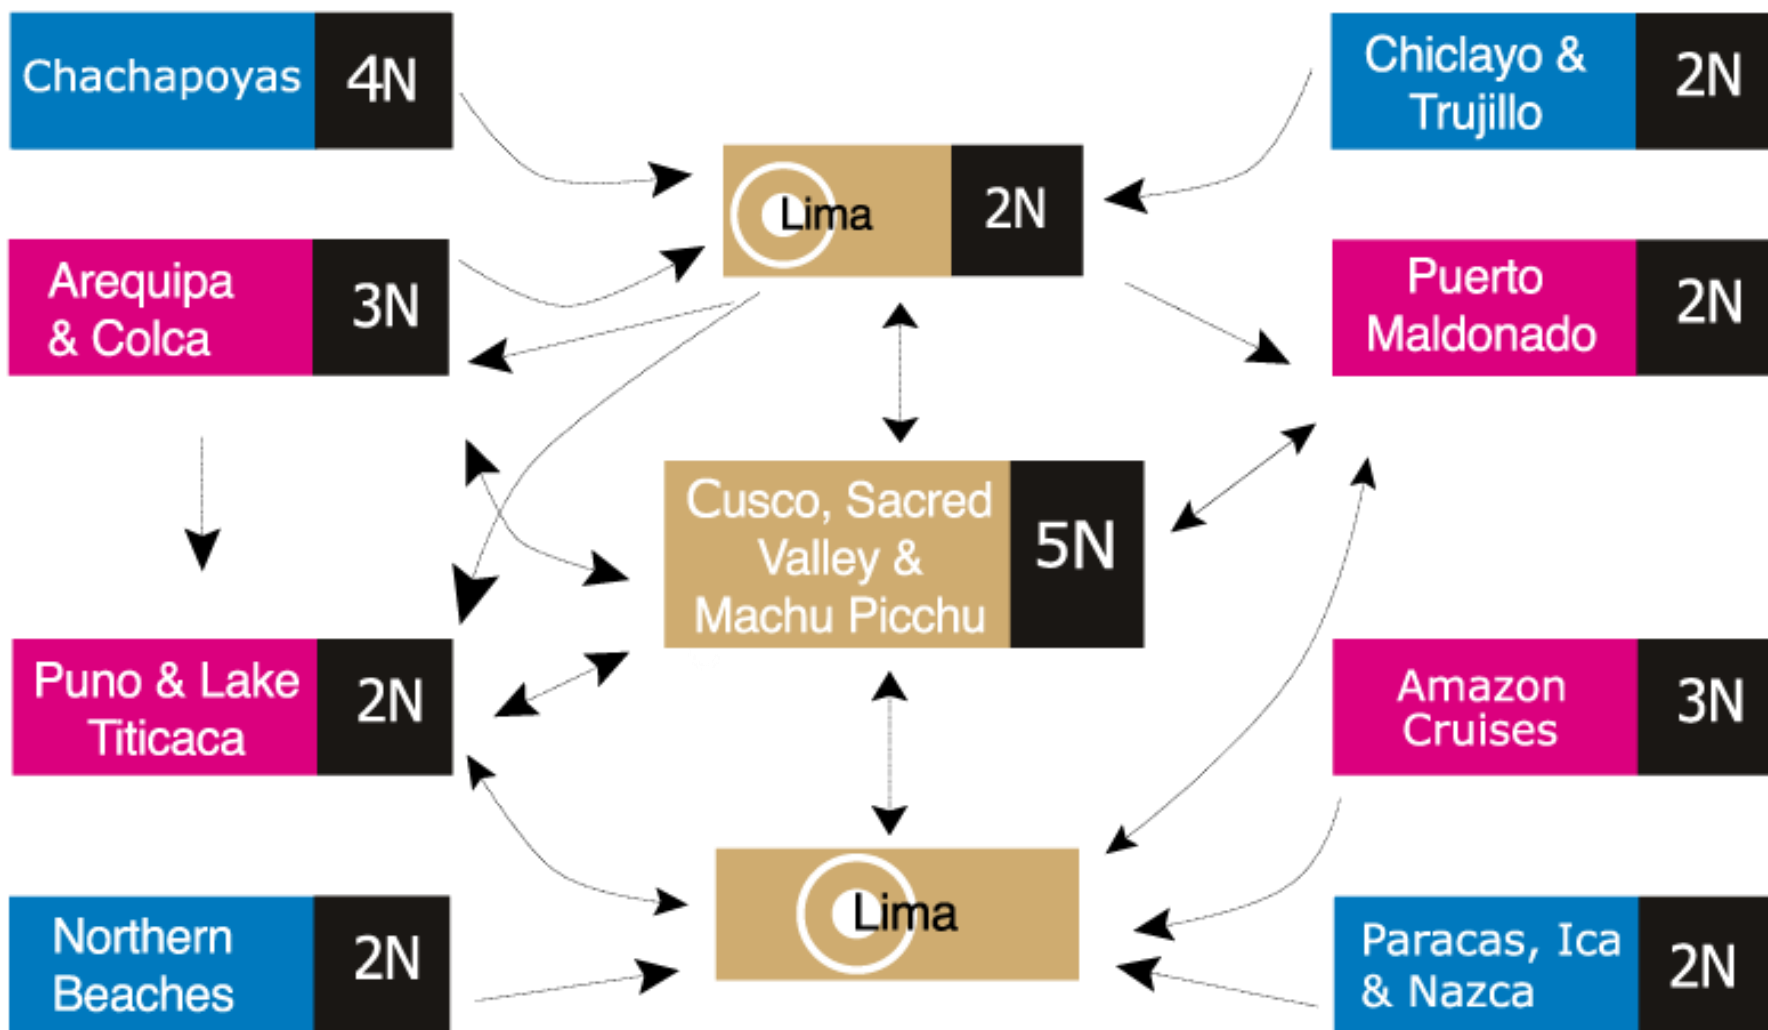 Chachapoyas
4N
Chiclayo &
Trujillo
2N
Lima
2N
Arequipa
& Colca
3N
Puerto
Maldonado
2N
Cusco, Sacred
Valley &
Machu Picchu
5N
Puno & Lake
Titicaca
2N
Amazon
Cruises
3N
Lima
Northern
Beaches
2N
Paracas, Ica
& Nazca
2N